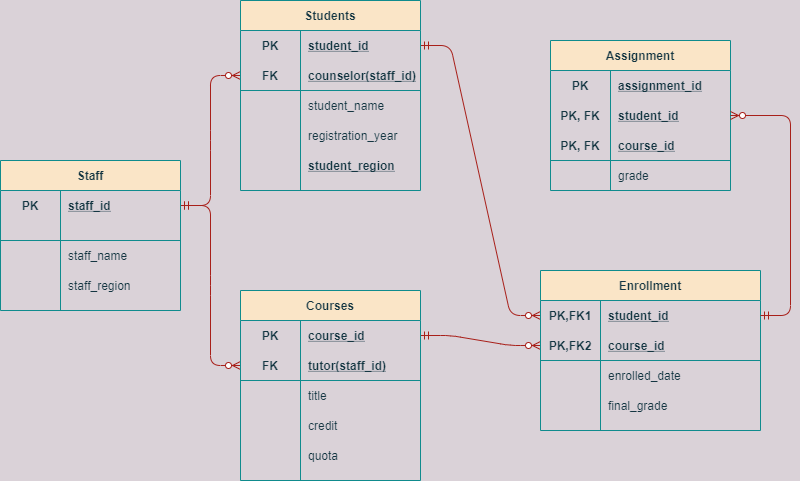 Students
PK student_id
FK counselor(staff_id)
student_name
registration_year
student_region
Assignment
PK assignment_id
PK, FK student_id
PK, FK course_id
grade
Staff
PK staff_id
staff_name
staff_region
Courses
PK course_id
FK tutor(staff_id)
title
credit
quota
Enrollment
PK,FK1 student_id
PK,FK2 course_id
enrolled_date
final_grade